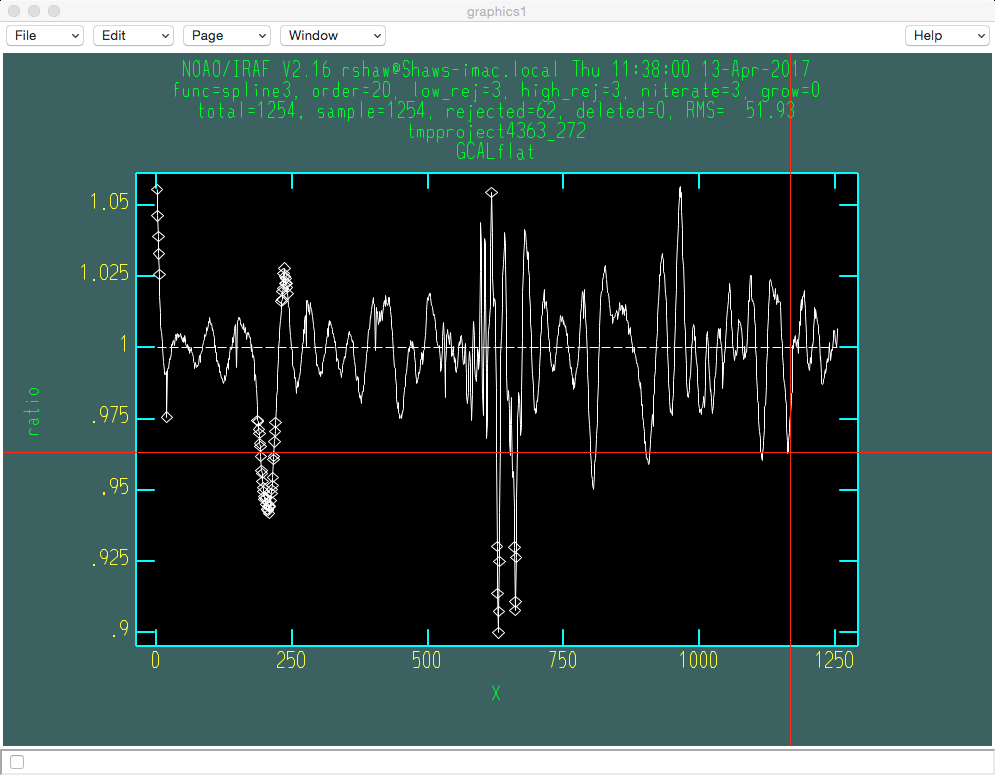 graphics1
File Edit Page Window Help
NOAO/IRAF V2.16 rshaw@Shaws-imac.local Thu 11:38:00 13-Apr-2017
func=spline3, order=20, low_rej=3, high_rej=3, niterate=3, grow=0
total=1254, sample=1254, rejected=62, deleted=0, RMS= 51.93
tmpproject4363_272
GCALflat
1.05
1.025
1
.975
.95
.925
.9
ratio
0 250 500 750 1000 1250
X